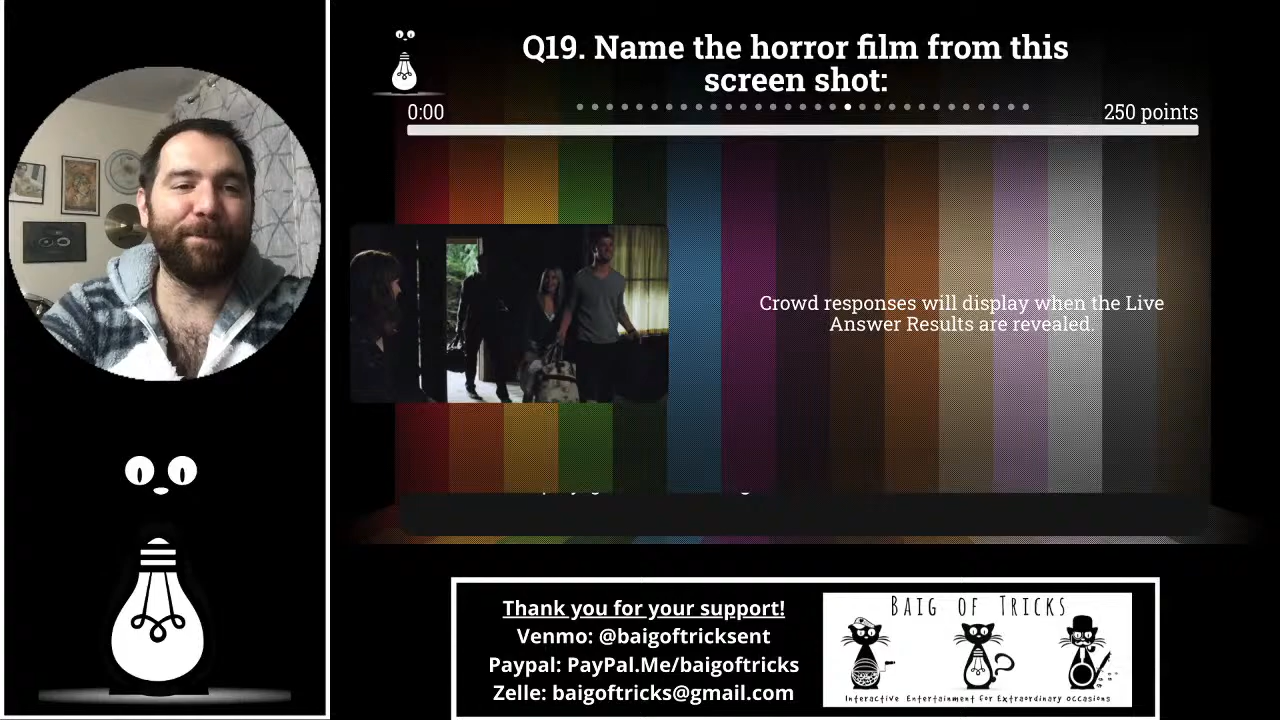 Q19. Name the horror film from this
screen shot:
0:00
250 points
Crowd responses will display when the Live
Answer Results are revealed.
Thank you for your support!
Venmo: @baigoftricksent
Paypal: PayPal.Me/baigoftricks
Zelle: baigoftricks@gmail.com
BAIG OF TRICKS
Interactive Entertainment for Extraordinary occasions